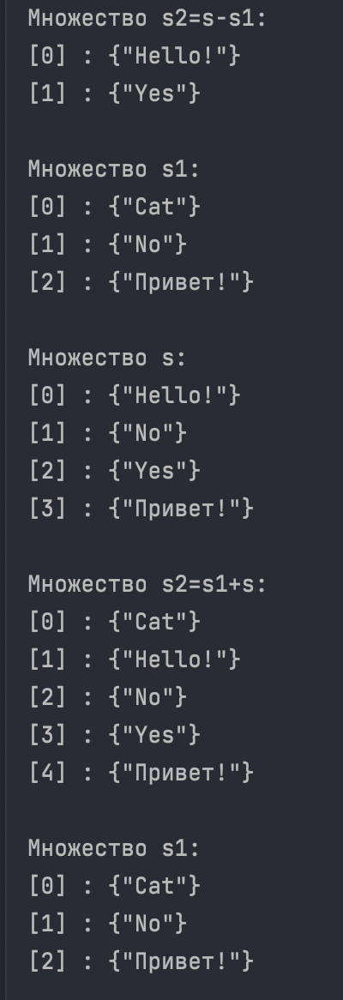 Множество s2=s-s1:
[0] : {"Hello!"}
[1] : {"Yes"}
Множество s1:
[0] : {"Cat"}
[1] : {"No"}
[2] : {"Привет!"}
Множество s:
[0] : {"Hello!"}
[1] : {"No"}
[2] : {"Yes"}
[3] : {"Привет!"}
Множество s2=s1+s:
[0] : {"Cat"}
[1] : {"Hello!"}
[2] : {"No"}
[3] : {"Yes"}
[4] : {"Привет!"}
Множество s1:
[0] : {"Cat"}
[1] : {"No"}
[2] : {"Привет!"}